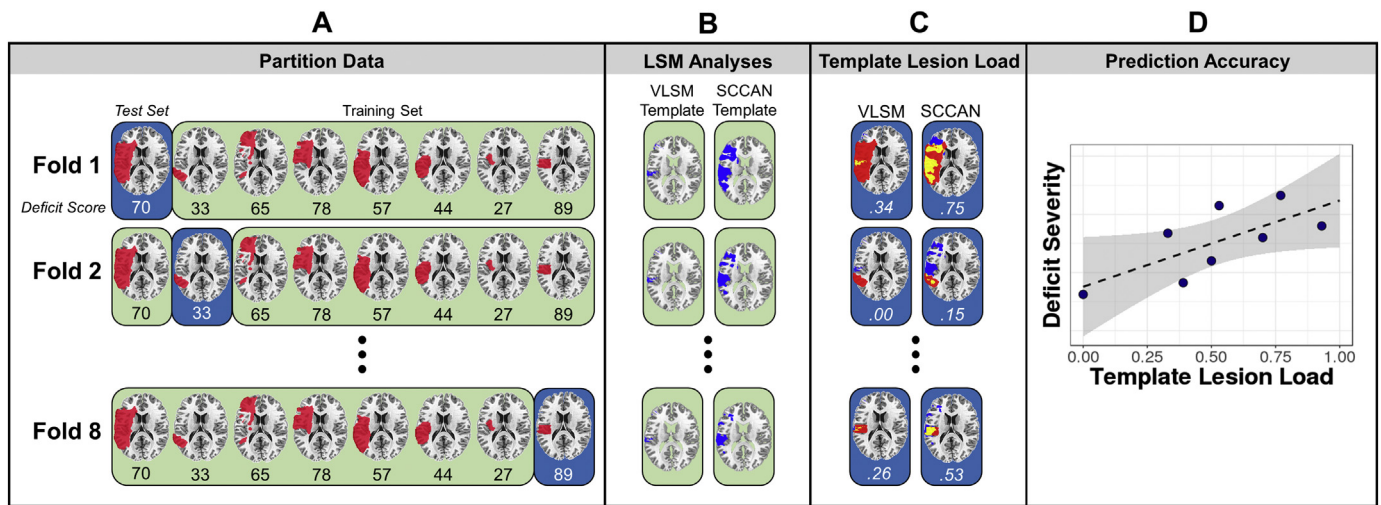 A B C D
Partition Data LSM Analyses Template Lesion Load Prediction Accuracy
Test Set Training Set
VLSM Template SCCAN Template
VLSM SCCAN
Fold 1
Deficit Score 70 33 65 78 57 44 27 89
.34 .75
Fold 2
70 33 65 78 57 44 27 89
.00 .15
Fold 8
70 33 65 78 57 44 27 89
.26 .53
Deficit Severity
0.00 0.25 0.50 0.75 1.00
Template Lesion Load